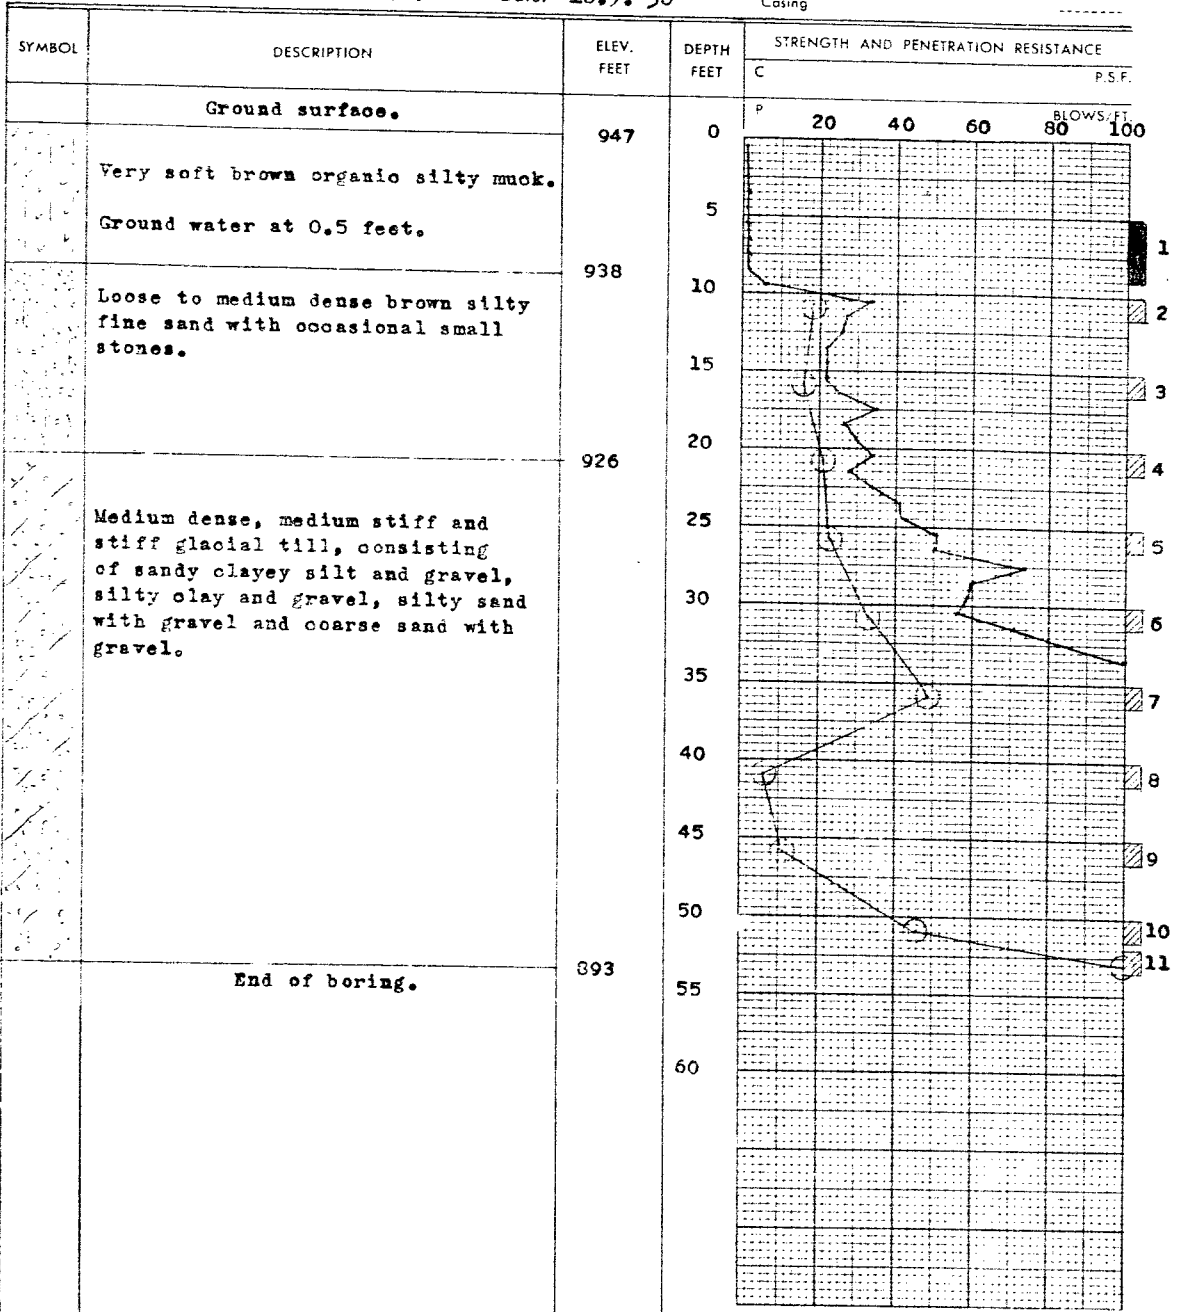 Casing
SYMBOL
DESCRIPTION
ELEV.
FEET
DEPTH
FEET
STRENGTH AND PENETRATION RESISTANCE
C
P.S.F.
P
BLOWS/FT.
20 40 60 80 100
Ground surface.
947
0
Very soft brown organic silty muck.
5
Ground water at 0.5 feet.
1
938
10
Loose to medium dense brown silty
fine sand with occasional small
stones.
2
15
3
20
926
4
Medium dense, medium stiff and
stiff glacial till, consisting
of sandy clayey silt and gravel,
silty clay and gravel, silty sand
with gravel and coarse sand with
gravel.
25
5
30
6
35
7
40
8
45
9
50
10
11
End of boring.
893
55
60